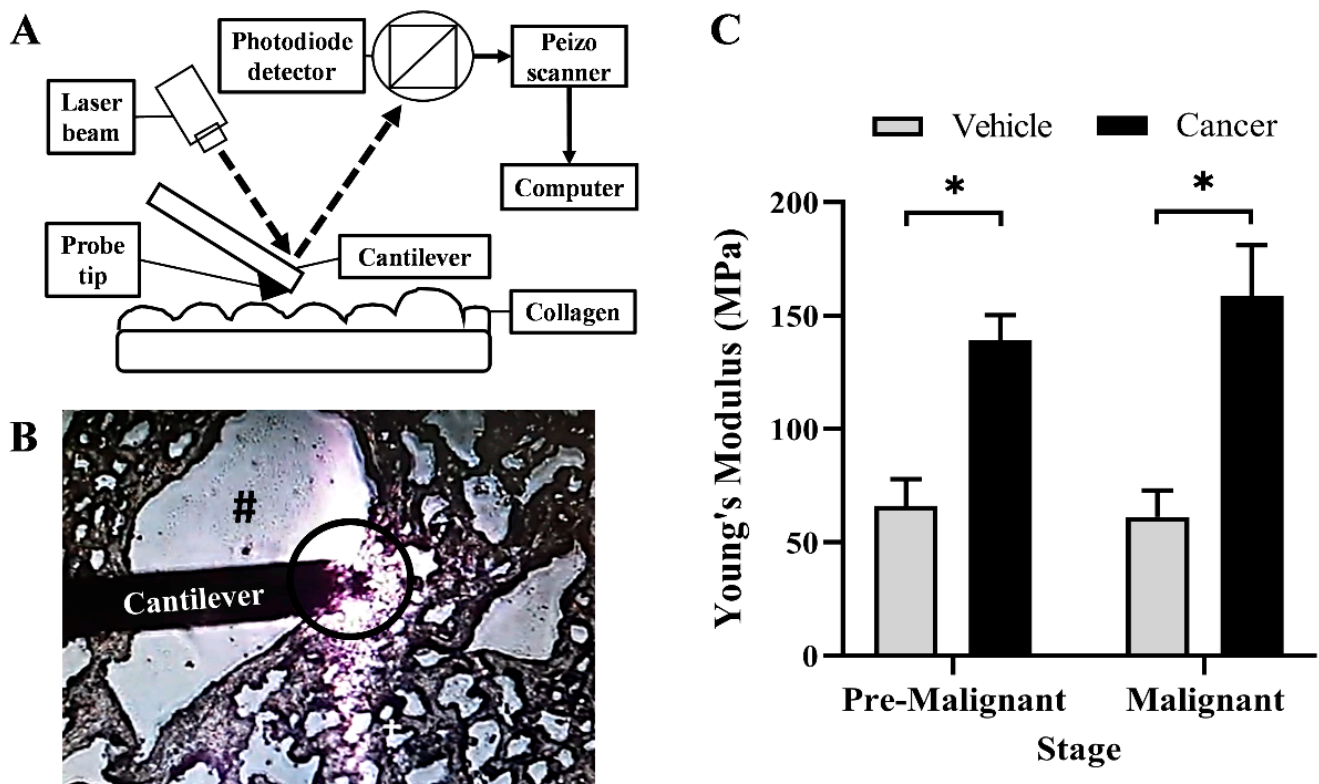 A
Photodiode
detector
Peizo
scanner
Laser
beam
Computer
Probe
tip
Cantilever
Collagen
B
#
Cantilever
+
C
Vehicle
Cancer
*
*
Young's Modulus (MPa)
200
150
100
50
0
Pre-Malignant
Malignant
Stage